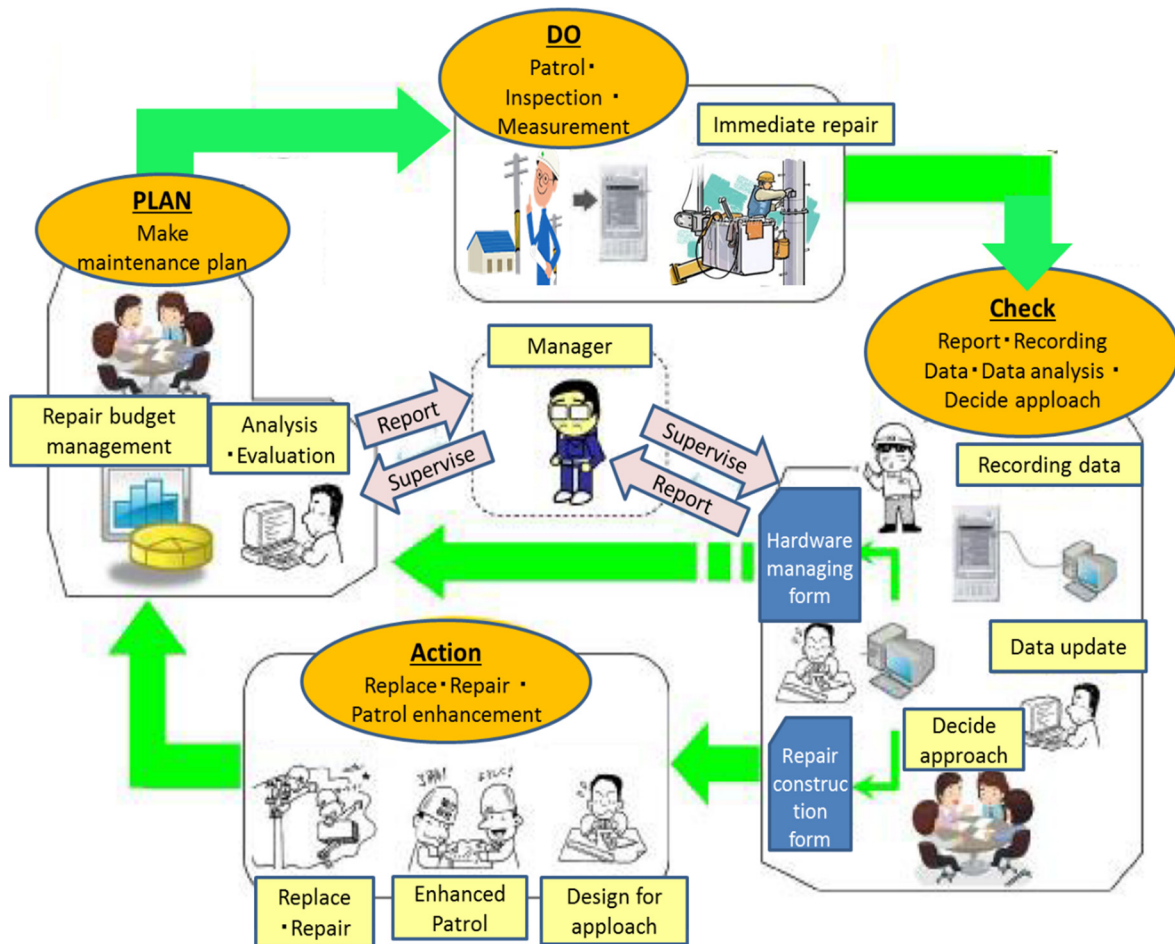 DO
Patrol・
Inspection・
Measurement
Immediate repair
PLAN
Make
maintenance plan
Check
Report・Recording
Data・Data analysis・
Decide apploach
Manager
Repair budget
management
Analysis
・Evaluation
Report
Supervise
Supervise
Report
Recording data
Hardware
managing
form
Data update
Decide
approach
Repair
construc
tion
form
Action
Replace・Repair・
Patrol enhancement
Replace
・Repair
Enhanced
Patrol
Design for
apploach